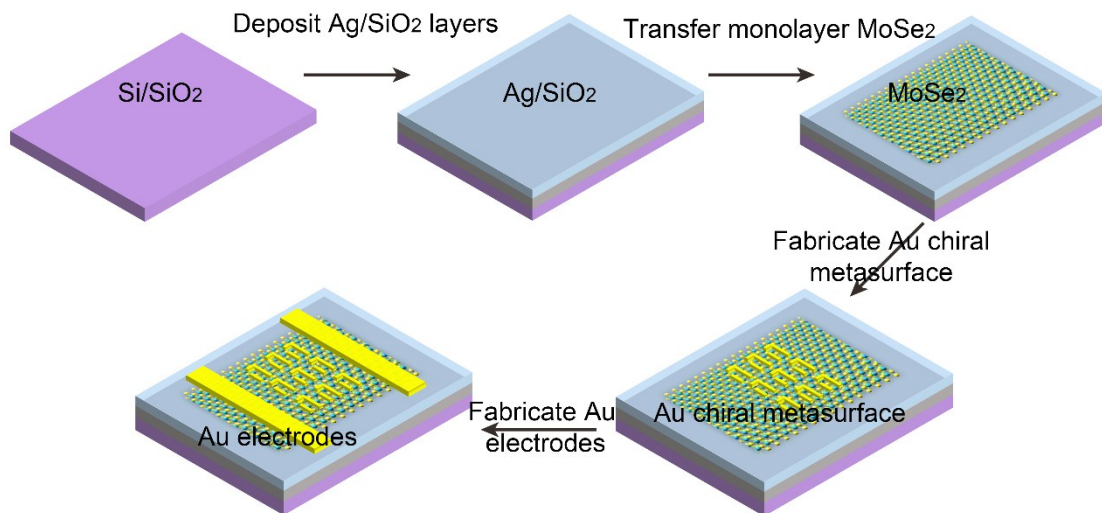 Deposit Ag/SiO2 layers
Transfer monolayer MoSe2
Si/SiO2
Ag/SiO2
MoSe2
Fabricate Au chiral
metasurface
Au chiral metasurface
Fabricate Au
electrodes
Au electrodes